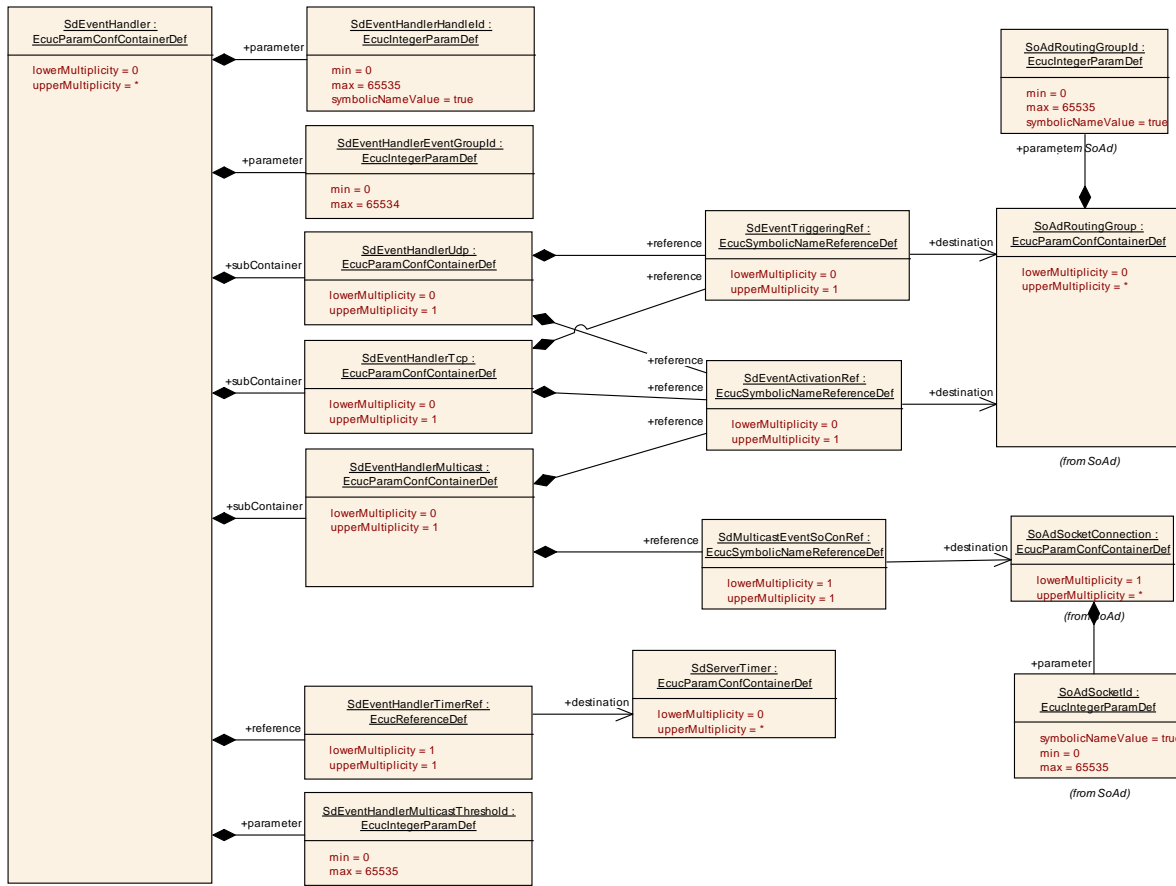 SdEventHandler :
EcucParamConfContainerDef
lowerMultiplicity = 0
upperMultiplicity = *
+parameter
SdEventHandlerHandleId :
EcucIntegerParamDef
min = 0
max = 65535
symbolicNameValue = true
+parameter
SdEventHandlerEventGroupId :
EcucIntegerParamDef
min = 0
max = 65534
+subContainer
SdEventHandlerUdp :
EcucParamConfContainerDef
lowerMultiplicity = 0
upperMultiplicity = 1
+subContainer
SdEventHandlerTcp :
EcucParamConfContainerDef
lowerMultiplicity = 0
upperMultiplicity = 1
+subContainer
SdEventHandlerMulticast :
EcucParamConfContainerDef
lowerMultiplicity = 0
upperMultiplicity = 1
+reference
SdEventHandlerTimerRef :
EcucReferenceDef
lowerMultiplicity = 1
upperMultiplicity = 1
+parameter
SdEventHandlerMulticastThreshold :
EcucIntegerParamDef
min = 0
max = 65535
+reference
+reference
SdEventTriggeringRef :
EcucSymbolicNameReferenceDef
lowerMultiplicity = 0
upperMultiplicity = 1
+reference
+reference
+reference
SdEventActivationRef :
EcucSymbolicNameReferenceDef
lowerMultiplicity = 0
upperMultiplicity = 1
+reference
SdMulticastEventSoConRef :
EcucSymbolicNameReferenceDef
lowerMultiplicity = 1
upperMultiplicity = 1
+destination
SdServerTimer :
EcucParamConfContainerDef
lowerMultiplicity = 0
upperMultiplicity = *
SoAdRoutingGroupId :
EcucIntegerParamDef
min = 0
max = 65535
symbolicNameValue = true
+parameter
SoAd)
+destination
+destination
SoAdRoutingGroup :
EcucParamConfContainerDef
lowerMultiplicity = 0
upperMultiplicity = *
(from SoAd)
+destination
SoAdSocketConnection :
EcucParamConfContainerDef
lowerMultiplicity = 1
upperMultiplicity = *
(from SoAd)
+parameter
SoAdSocketId :
EcucIntegerParamDef
symbolicNameValue = true
min = 0
max = 65535
(from SoAd)